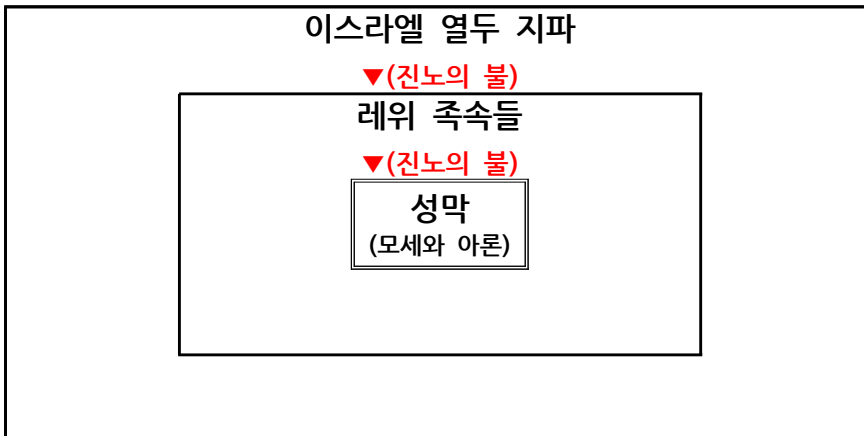 이스라엘 열두 지파
▼(진노의 불)
레위 족속들
▼(진노의 불)
성막
(모세와 아론)